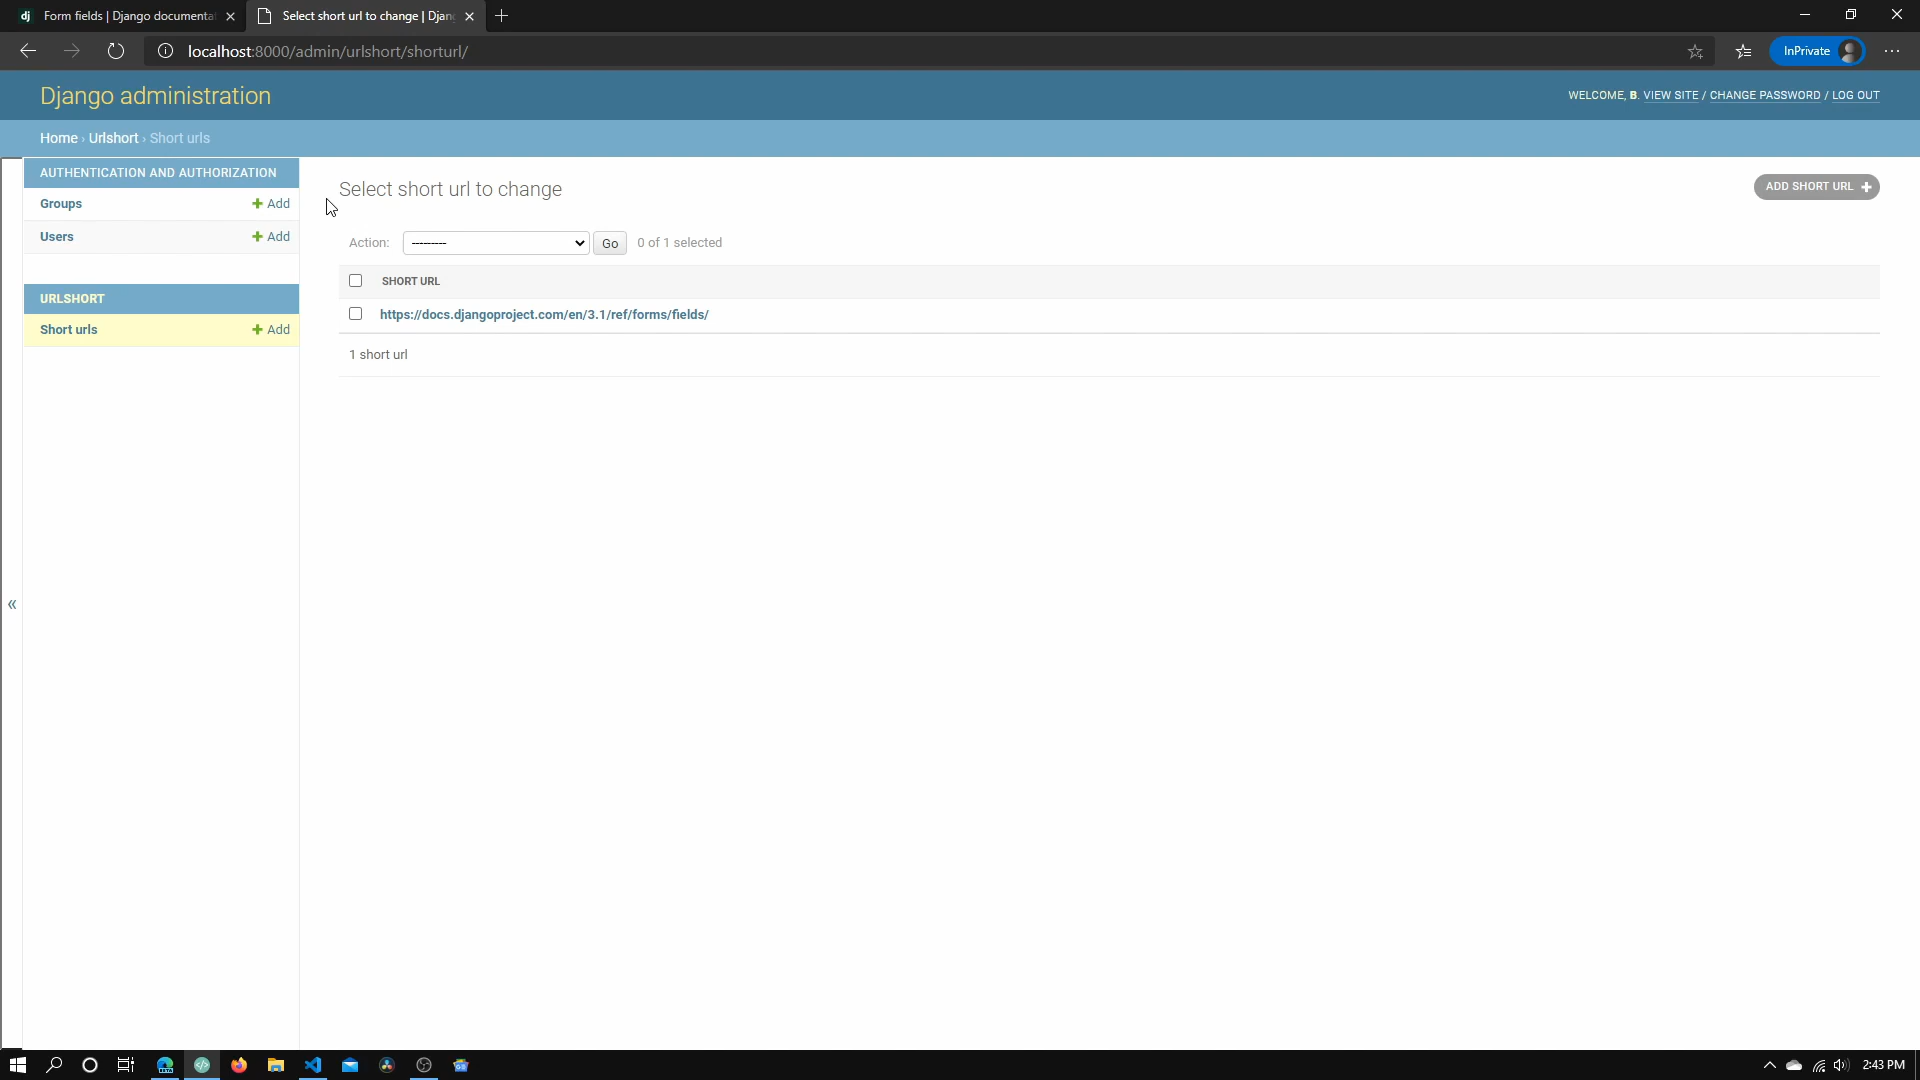 Form fields | Django documenta
Select short url to change | Djan
localhost:8000/admin/urlshort/shorturl/
InPrivate
Django administration
WELCOME, B. VIEW SITE / CHANGE PASSWORD / LOG OUT
Home › Urlshort › Short urls
AUTHENTICATION AND AUTHORIZATION
Groups + Add
Users + Add
URLSHORT
Short urls + Add
«
Select short url to change
ADD SHORT URL +
Action: --------- Go 0 of 1 selected
SHORT URL
https://docs.djangoproject.com/en/3.1/ref/forms/fields/
1 short url
2:43 PM